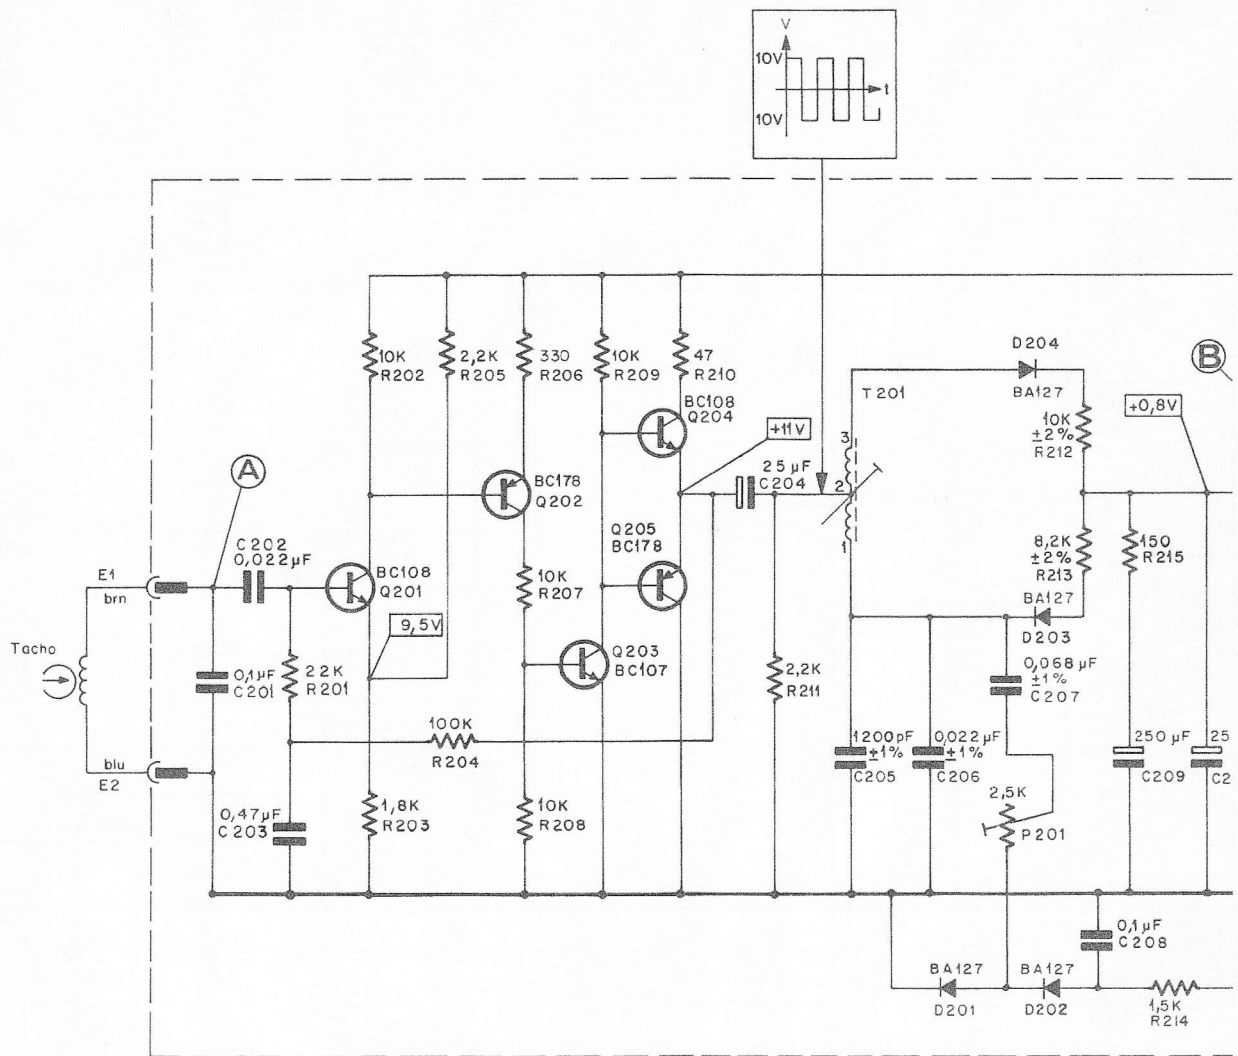 V
10V
t
10V
10K
R202
2,2K
R205
330
R206
10K
R209
47
R210
BC108
Q204
+11V
25 µF
C204
D204
BA127
T201
10K
±2%
R212
B
+0,8V
3
2
1
A
BC178
Q202
Q205
BC178
8,2K
±2%
R213
150
R215
C202
0,022µF
E1
brn
BC108
Q201
9,5V
10K
R207
BA127
D203
Tacho
0,1µF
C201
22K
R201
Q203
BC107
2,2K
R211
0,068µF
±1%
C207
100K
R204
1200pF
±1%
C205
0,022µF
±1%
C206
250 µF
C209
25
C2
blu
E2
0,47µF
C203
1,8K
R203
10K
R208
2,5K
P201
0,1µF
C208
BA127
D201
BA127
D202
1,5K
R214